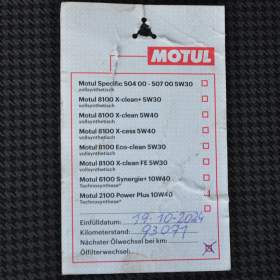 MOTUL
Motul Specific 504 00 - 507 00 5W30
vollsynthetisch
Motul 8100 X-clean+ 5W30
vollsynthetisch
Motul 8100 X-clean 5W40
vollsynthetisch
Motul 8100 X-cess 5W40
vollsynthetisch
Motul 8100 Eco-clean 5W30
vollsynthetisch
Motul 8100 X-clean FE 5W30
vollsynthetisch
Motul 6100 Synergie+ 10W40
Technosynthese®
Motul 2100 Power Plus 10W40
Technosynthese®
Einfülldatum: 19-10-2024
Kilometerstand: 93071
Nächster Ölwechsel bei km:
Ölfilterwechsel: